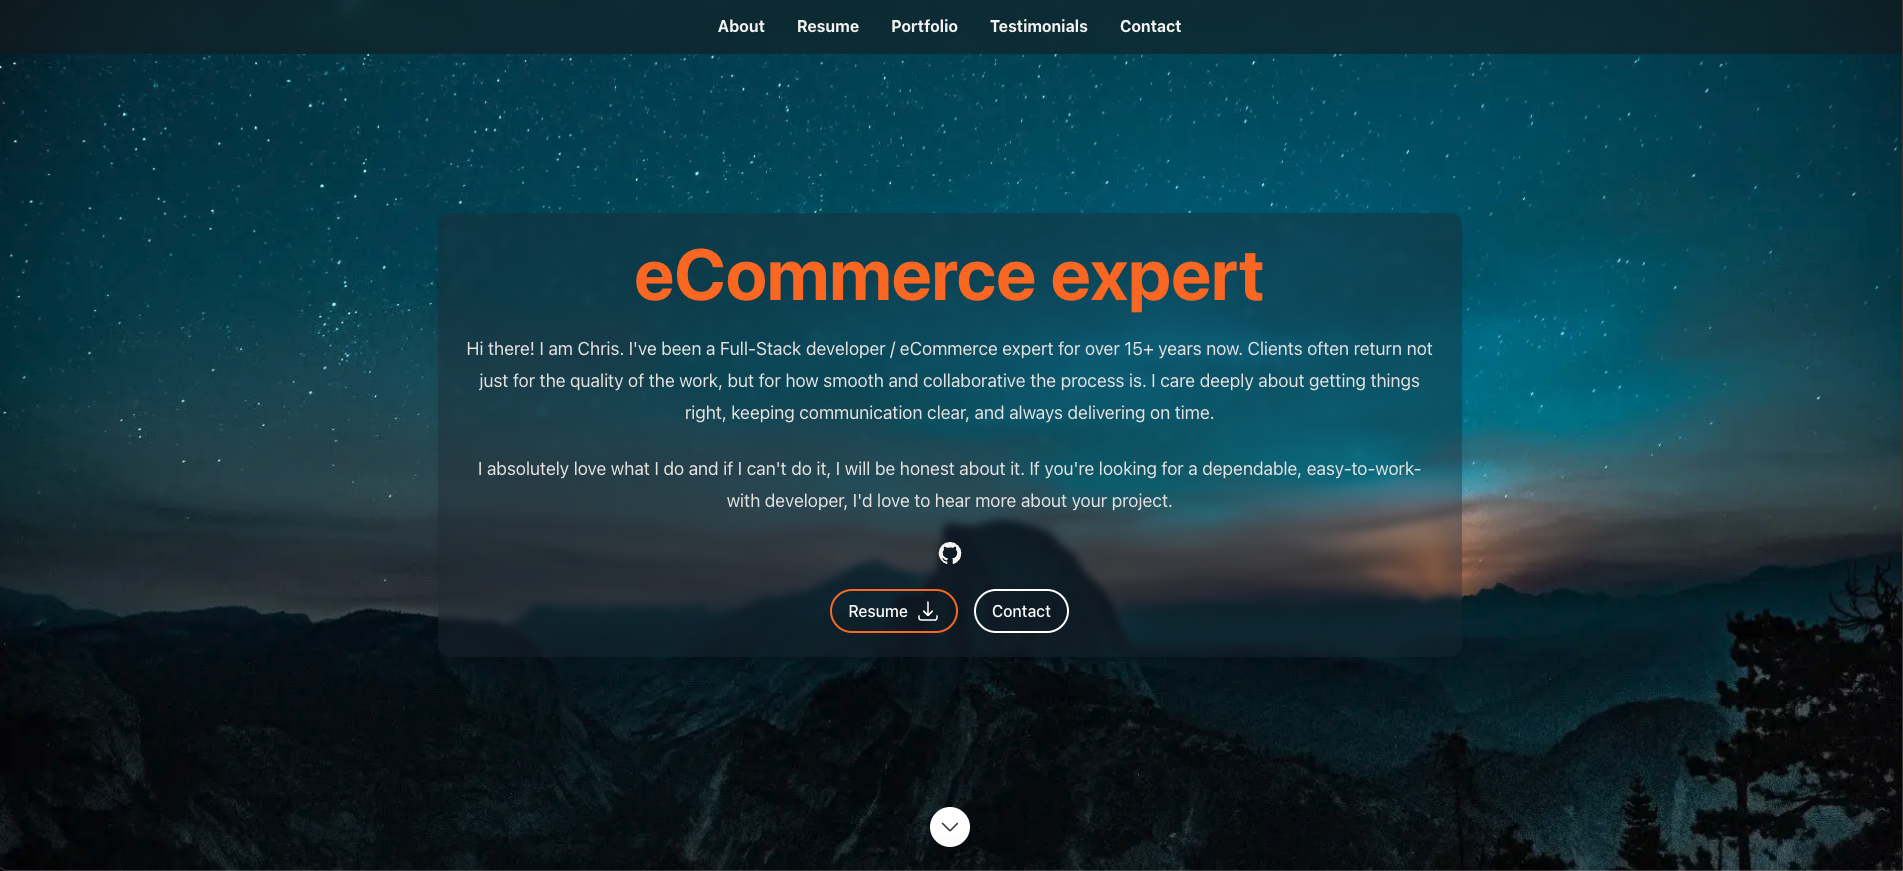 About Resume Portfolio Testimonials Contact
eCommerce expert
Hi there! I am Chris. I've been a Full-Stack developer / eCommerce expert for over 15+ years now. Clients often return not
just for the quality of the work, but for how smooth and collaborative the process is. I care deeply about getting things
right, keeping communication clear, and always delivering on time.
I absolutely love what I do and if I can't do it, I will be honest about it. If you're looking for a dependable, easy-to-work-
with developer, I'd love to hear more about your project.
Resume Contact